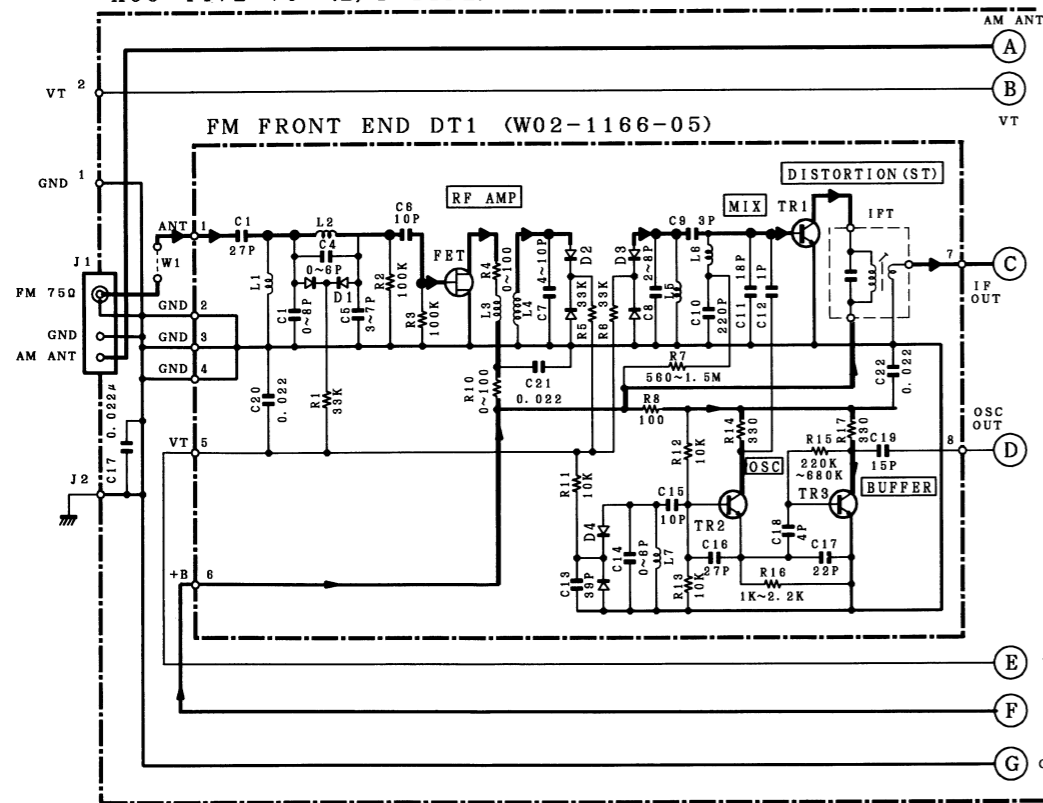 AM ANT
A
VT 2
B
VT
FM FRONT END DT1 (W02-1166-05)
GND 1
DISTORTION(ST)
RF AMP
MIX
TR1
IFT
ANT 1
C1
27P
L2
C4
0~6P
C6
10P
FET
R4
0~100
L3
L4
C7
4~10P
D2
D3
C8
2~8P
L5
C9 3P
L6
C10
220P
C11
18P
C12
1P
7
C
IF
OUT
W1
J1
FM 75Ω
GND
AM ANT
GND 2
GND 3
GND 4
L1
C1
0~8P
D1
C5
3~7P
R2
100K
R3
100K
R5
33K
R6
33K
R7
560~1.5M
C22
0.022
C20
0.022
R1
33K
R10
0~100
C21
0.022
R8
100
OSC
OUT
8
D
C17
0.022μ
VT 5
J2
R11
10K
R12
10K
R14
330
OSC
R15
220K
~680K
R17
330
C19
15P
BUFFER
TR3
TR2
C15
10P
D4
C14
0~8P
L7
C13
39P
C16
27P
R13
10K
C18
4P
C17
22P
R16
1K~2.2K
+B 6
E
F
G